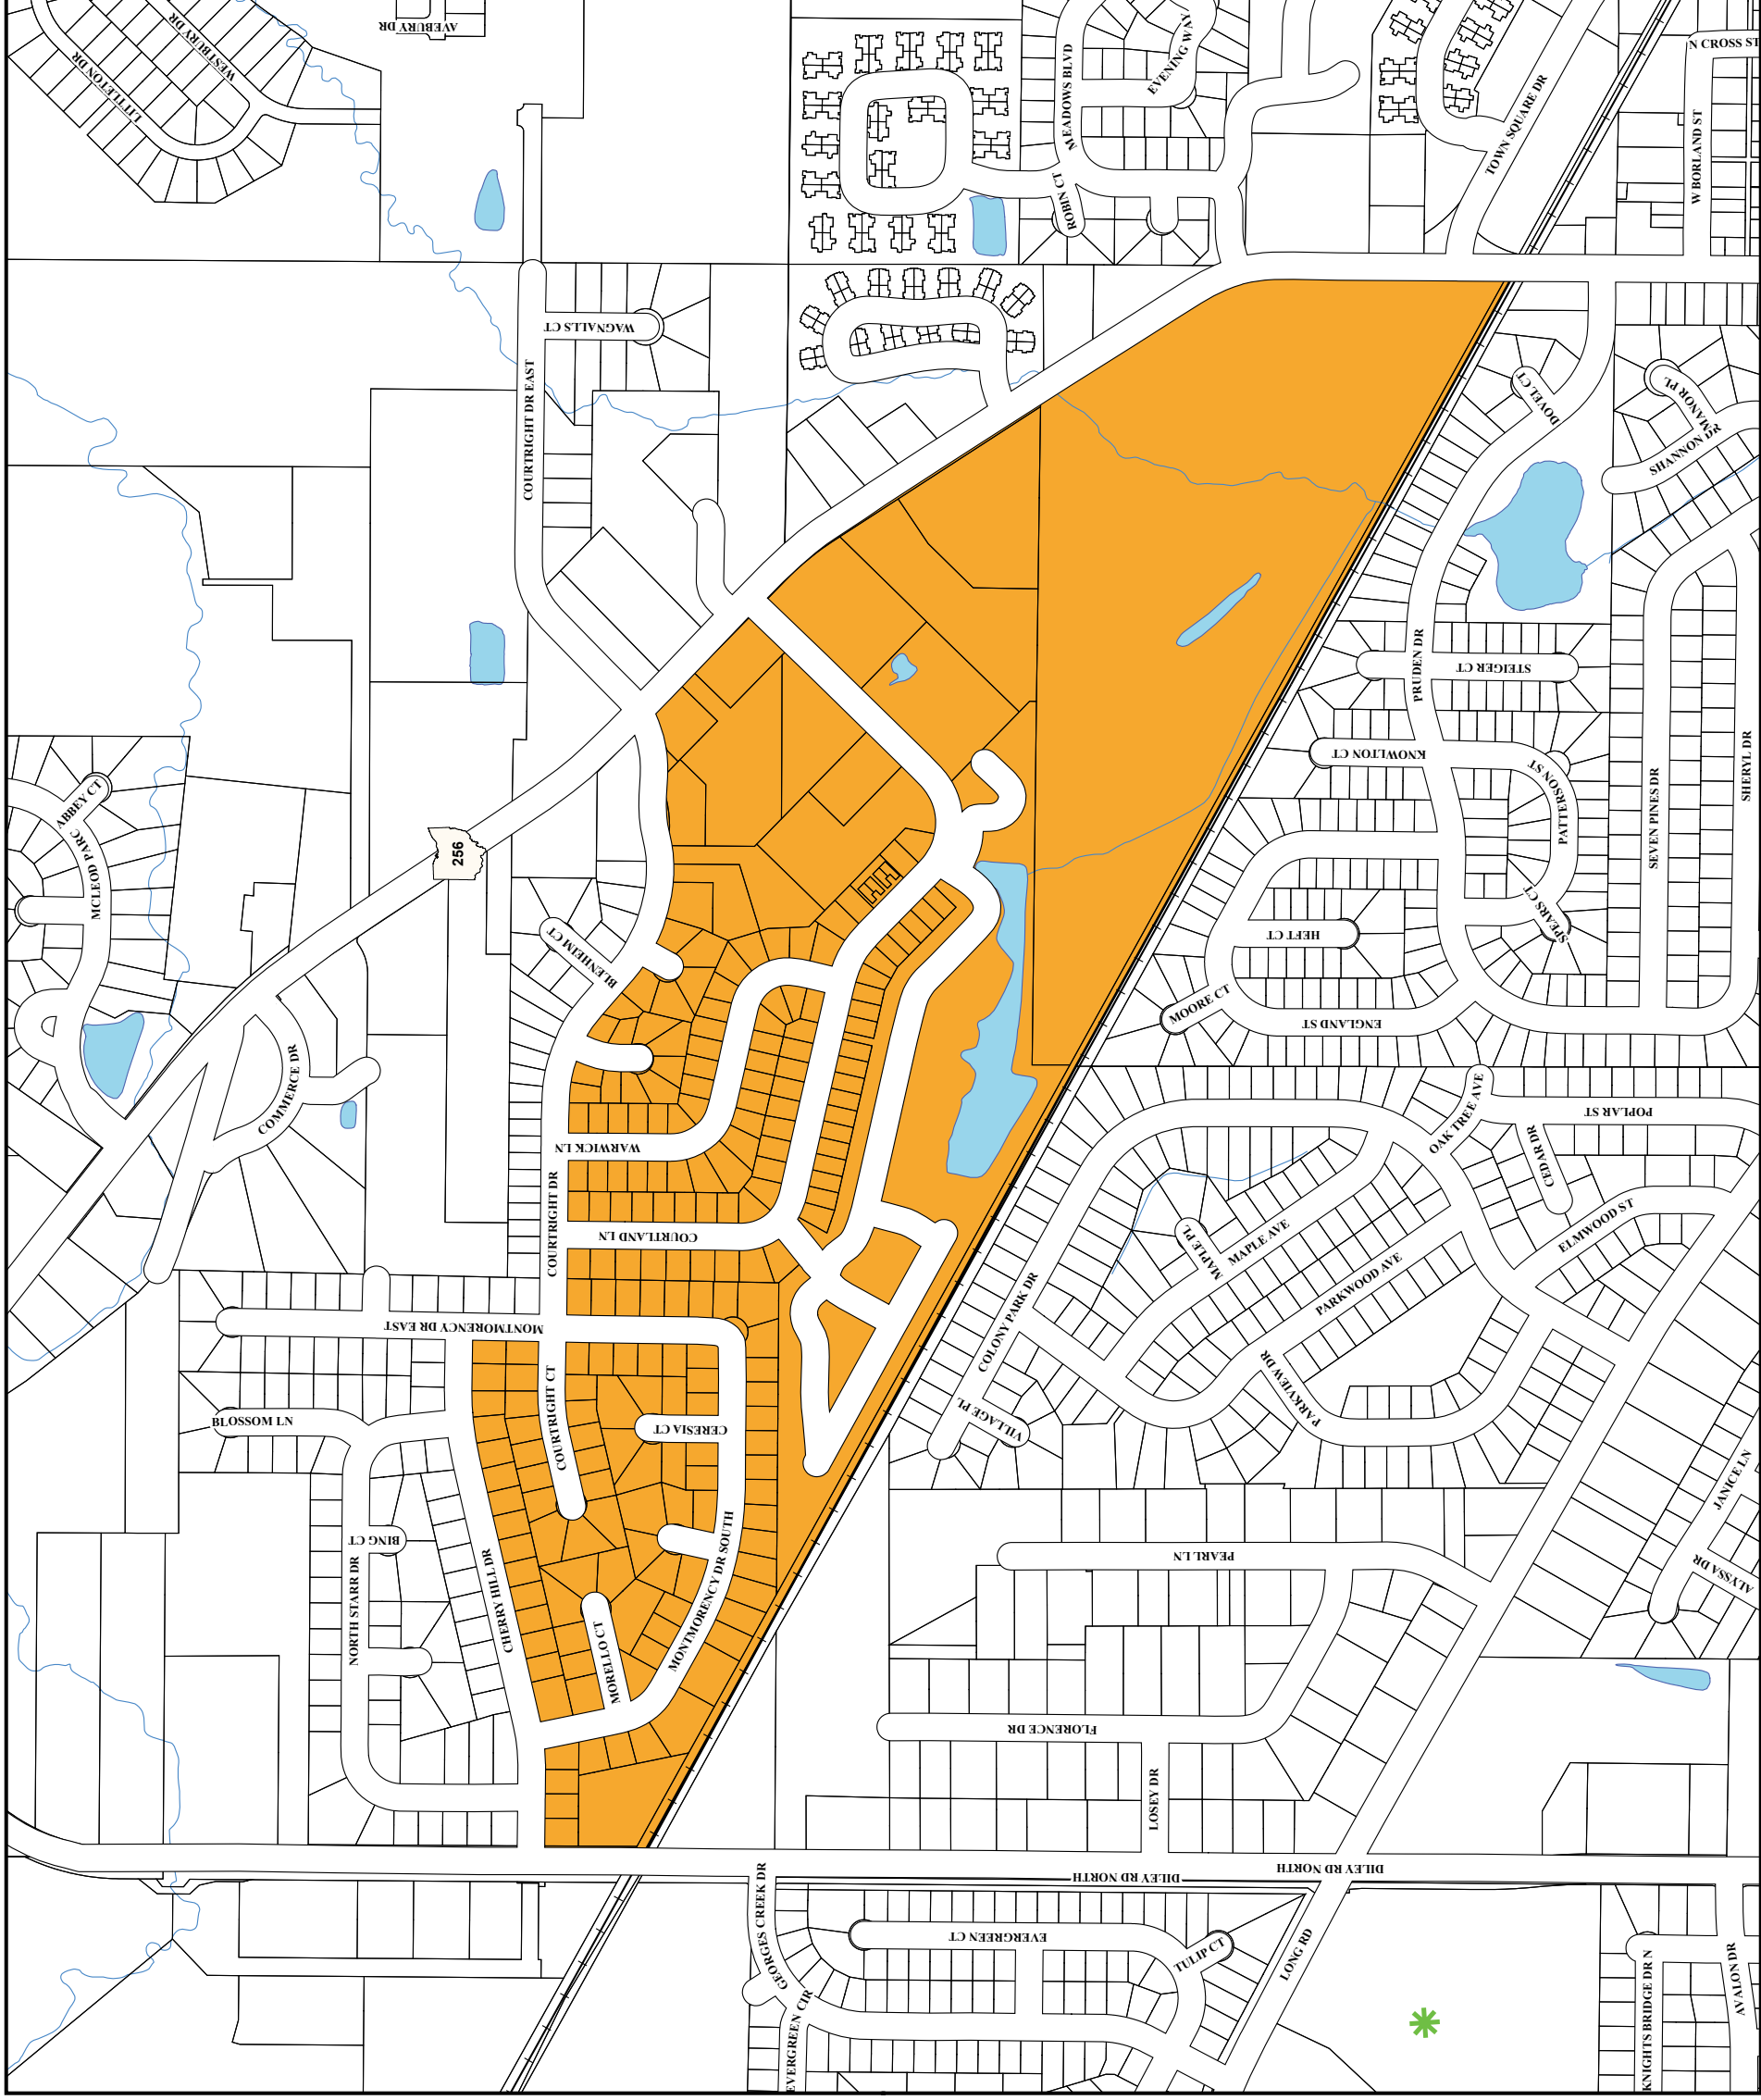 AVEBURY DR
WESTBURY DR
LITTLETON DR
EVENING WAY
MEADOWS BLVD
N CROSS ST
TOWN SQUARE DR
W BORLAND ST
ROBIN CT
WAGNALLS CT
COURTRIGHT DR EAST
DOVEL CT
MANOR PL
SHANNON DR
PRUDEN DR
STEIGER CT
KNOWLTON CT
PATTERSON ST
PATTERSON CT
SEVEN PINES DR
SHERYL DR
ABBEY CT
MCLEOD PARC
256
SPEARS CT
HEFT CT
BLENHEIM CT
MOORE CT
ENGLAND ST
COMMERCE DR
OAK TREE AVE
POPLAR ST
WARWICK LN
COURTRIGHT DR
CEDAR DR
ELMWOOD ST
COURTLAND LN
MAPLE PL
MAPLE AVE
PARKWOOD AVE
COLONY PARK DR
MONTMORENCY DR EAST
COURTRIGHT CT
PARKVIEW DR
BLOSSOM LN
CERESIA CT
VILLAGE PL
JANICE LN
BING CT
PEARL LN
ALYSSA DR
NORTH STARR DR
CHERRY HILL DR
MONTMORENCY DR SOUTH
MORELLO CT
FLORENCE DR
LOSEY DR
DILEY RD NORTH
DILEY RD NORTH
GEORGES CREEK DR
EVERGREEN CT
TULIP CT
LONG RD
EVERGREEN CIR
KNIGHTS BRIDGE DR N
AVALON DR